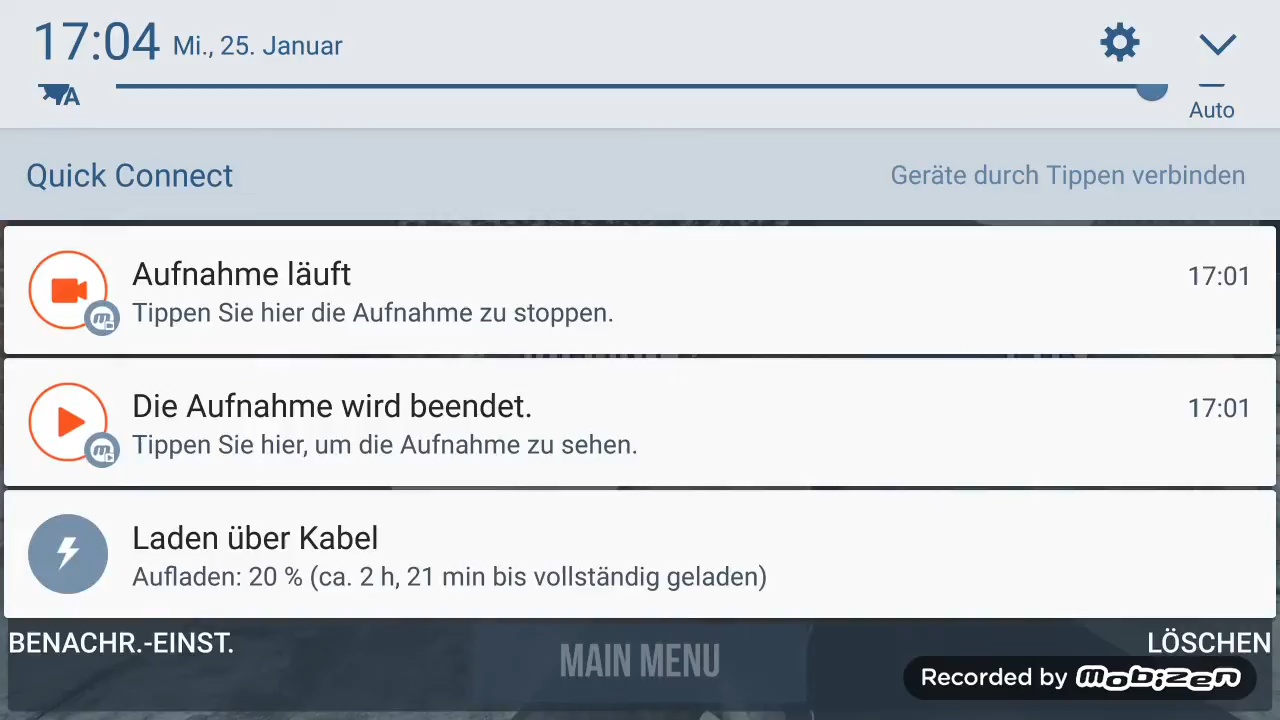 17:04 Mi., 25. Januar
A
Auto
Quick Connect
Geräte durch Tippen verbinden
Aufnahme läuft
17:01
Tippen Sie hier die Aufnahme zu stoppen.
Die Aufnahme wird beendet.
17:01
Tippen Sie hier, um die Aufnahme zu sehen.
Laden über Kabel
Aufladen: 20 % (ca. 2 h, 21 min bis vollständig geladen)
BENACHR.-EINST.
LÖSCHEN
MAIN MENU
Recorded by mobizen